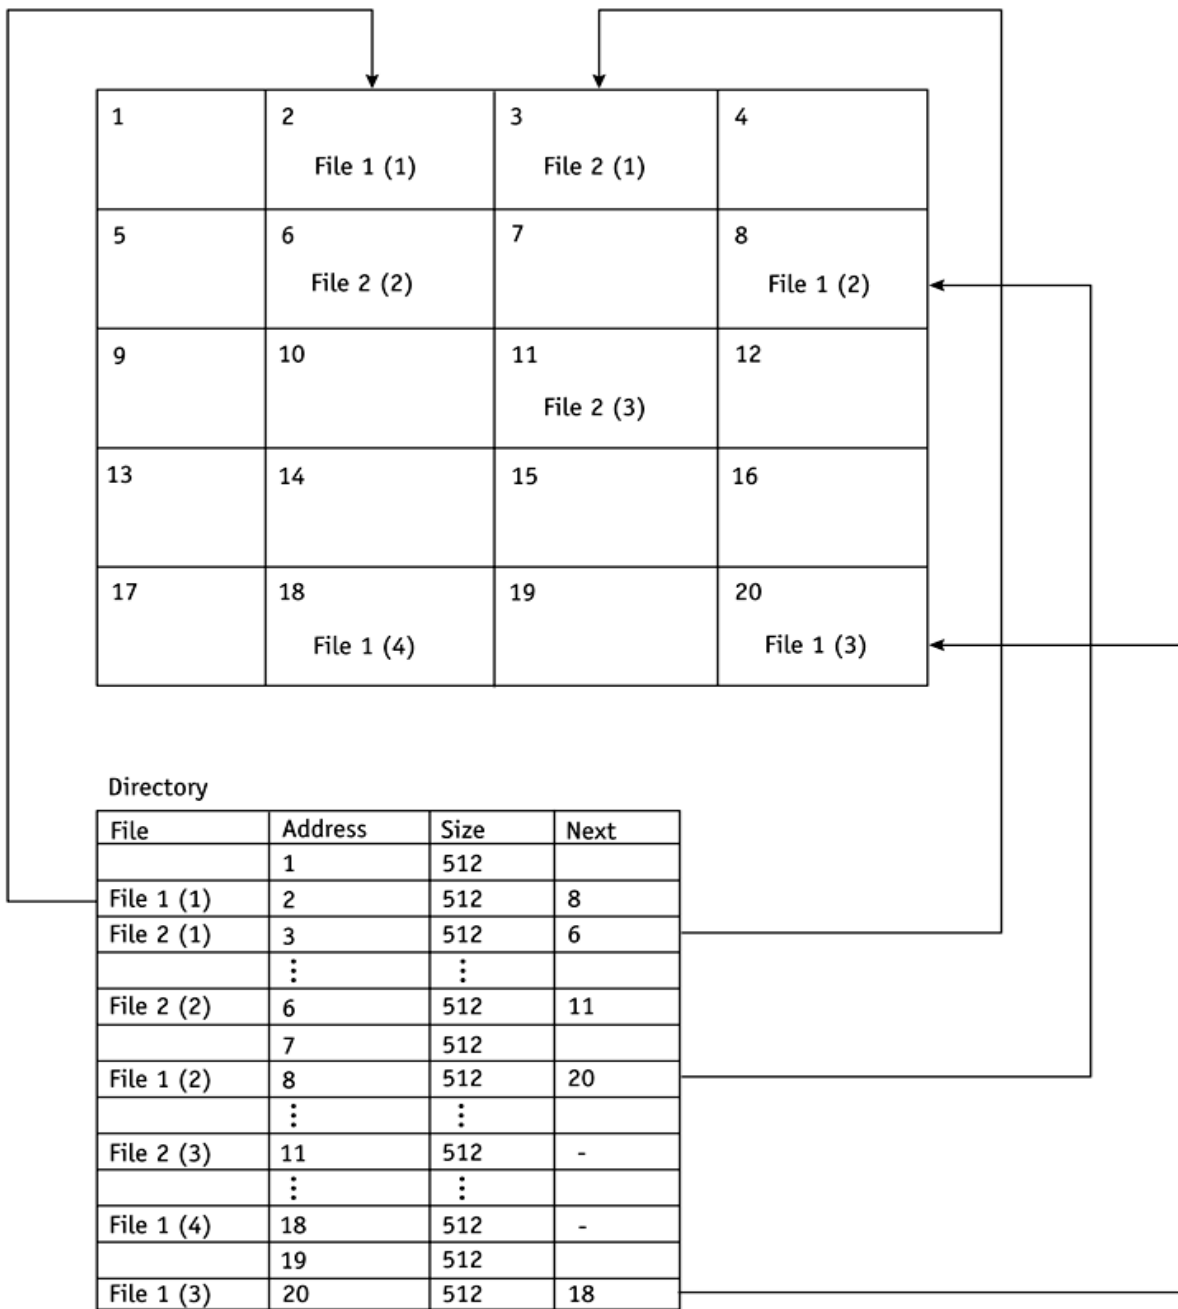 1 2 3 4
File 1 (1) File 2 (1)
5 6 7 8
File 2 (2) File 1 (2)
9 10 11 12
File 2 (3)
13 14 15 16
17 18 19 20
File 1 (4) File 1 (3)
Directory
File Address Size Next
1 512
File 1 (1) 2 512 8
File 2 (1) 3 512 6
⋮ ⋮
File 2 (2) 6 512 11
7 512
File 1 (2) 8 512 20
⋮ ⋮
File 2 (3) 11 512 -
⋮ ⋮
File 1 (4) 18 512 -
19 512
File 1 (3) 20 512 18